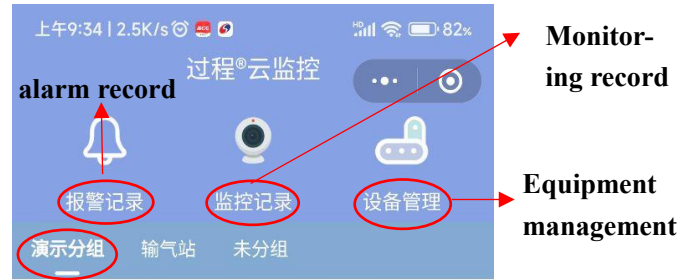 上午9:34 | 2.5K/s
HD 82%
过程®云监控
alarm record
Monitor-
ing record
报警记录 监控记录 设备管理
Equipment
management
演示分组 输气站 未分组